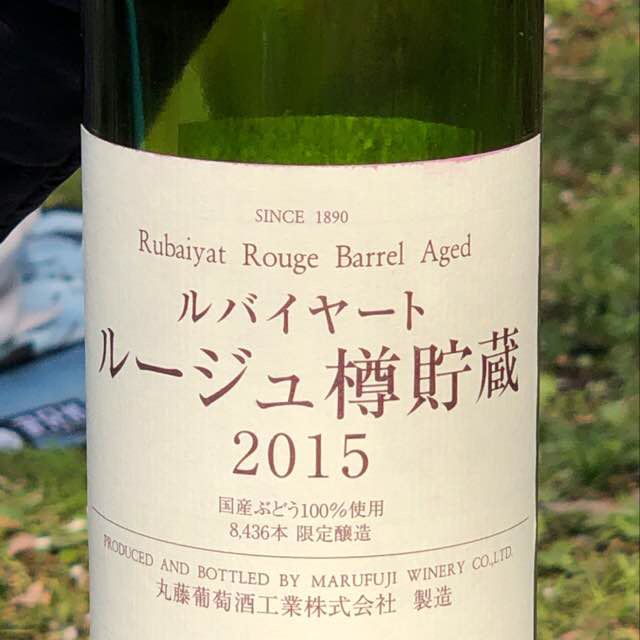 SINCE 1890
Rubaiyat Rouge Barrel Aged
ルバイヤート
ルージュ樽貯蔵
2015
国産ぶどう100%使用
8,436本 限定醸造
PRODUCED AND BOTTLED BY MARUFUJI WINERY CO.,LTD.
丸藤葡萄酒工業株式会社 製造